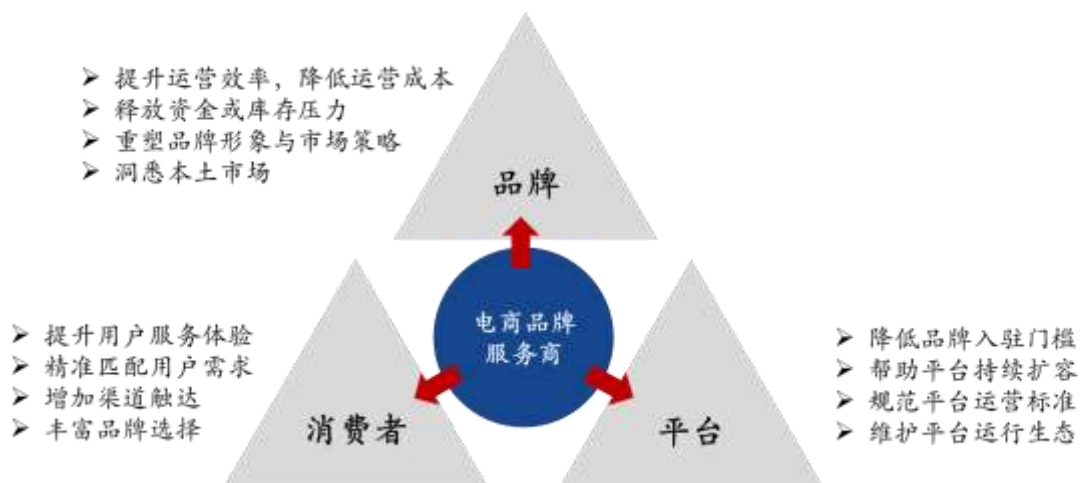 ➢ 提升运营效率，降低运营成本
➢ 释放资金或库存压力
➢ 重塑品牌形象与市场策略
➢ 洞悉本土市场
品牌
电商品牌
服务商
➢ 提升用户服务体验
➢ 精准匹配用户需求
➢ 增加渠道触达
➢ 丰富品牌选择
消费者
平台
➢ 降低品牌入驻门槛
➢ 帮助平台持续扩容
➢ 规范平台运营标准
➢ 维护平台运行生态